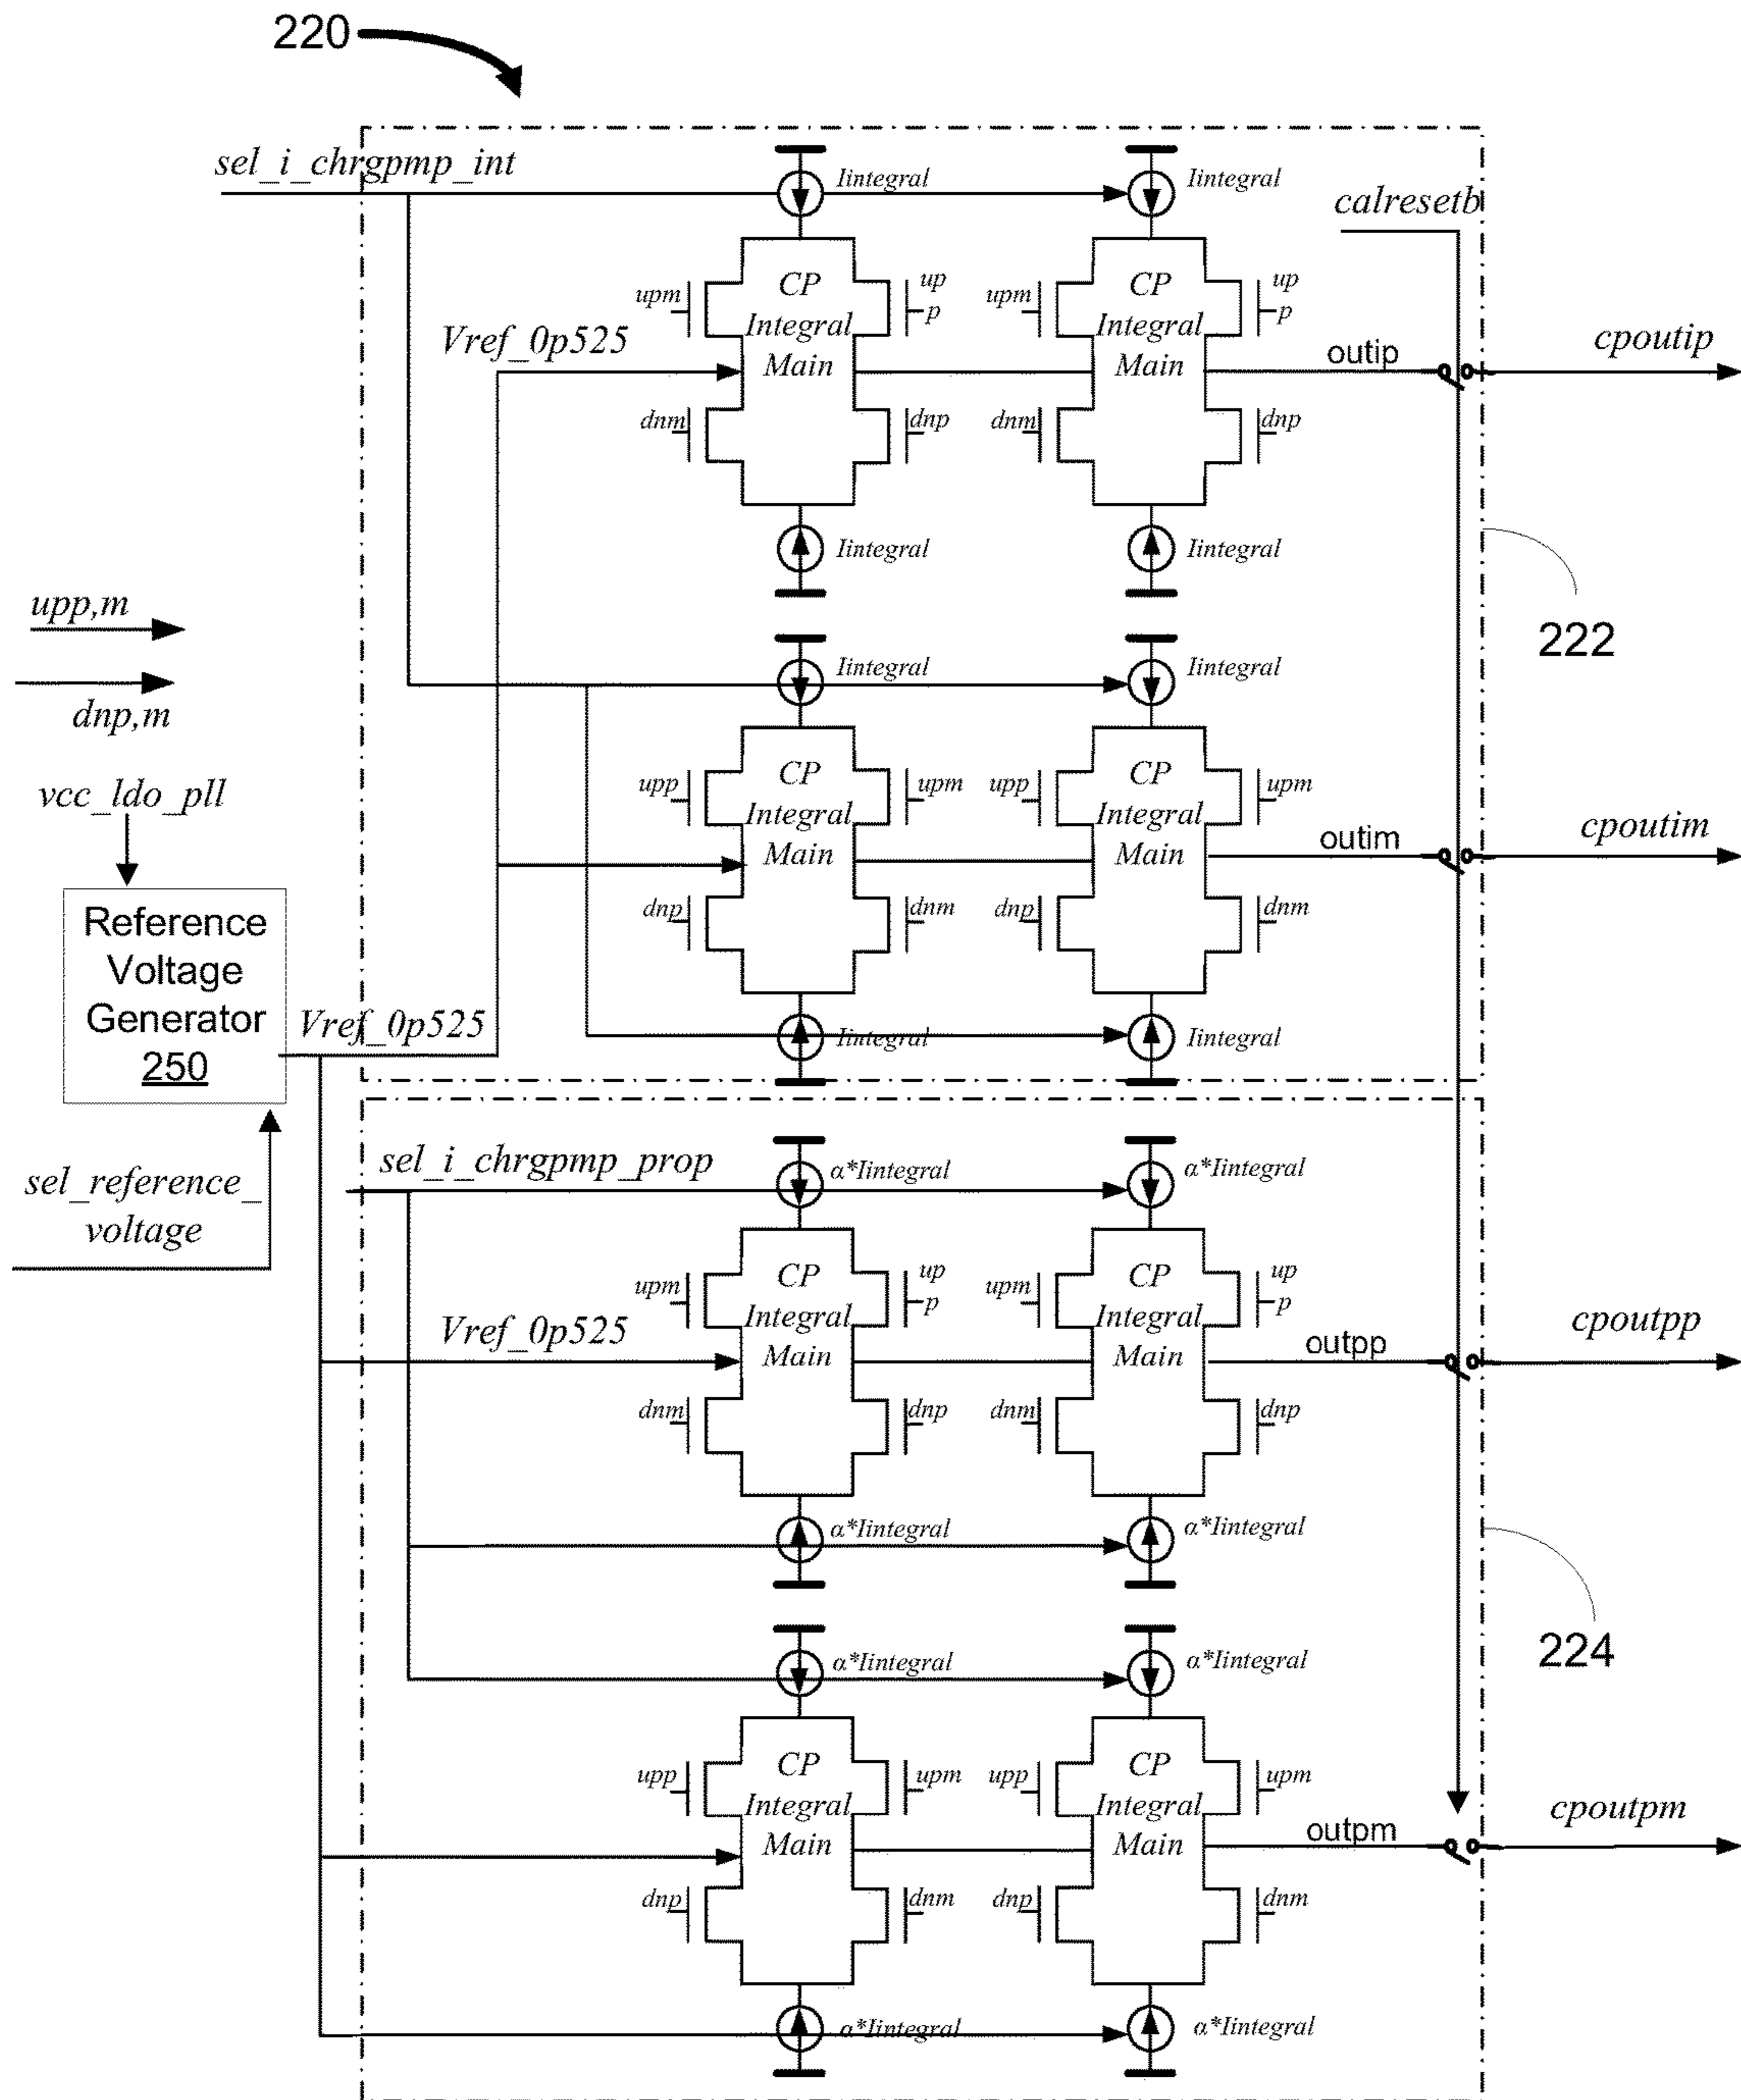 220
sel_i_chrgpmp_int
Iintegral
Iintegral
calresetb
upm
CP
Integral
Main
up
p
upm
CP
Integral
Main
up
p
Vref_0p525
outip
cpoutip
dnm
dnp
dnm
dnp
Iintegral
Iintegral
222
upp,m
dnp,m
Iintegral
Iintegral
upp
CP
Integral
Main
upm
upp
CP
Integral
Main
upm
outim
cpoutim
dnp
dnm
dnp
dnm
vcc_ldo_pll
Reference
Voltage
Generator
250
Vref_0p525
Iintegral
Iintegral
sel_reference_
voltage
sel_i_chrgpmp_prop
α*Iintegral
α*Iintegral
upm
CP
Integral
Main
up
p
upm
CP
Integral
Main
up
p
Vref_0p525
outpp
cpoutpp
dnm
dnp
dnm
dnp
α*Iintegral
α*Iintegral
224
α*Iintegral
α*Iintegral
upp
CP
Integral
Main
upm
upp
CP
Integral
Main
upm
outpm
cpoutpm
dnp
dnm
dnp
dnm
α*Iintegral
α*Iintegral